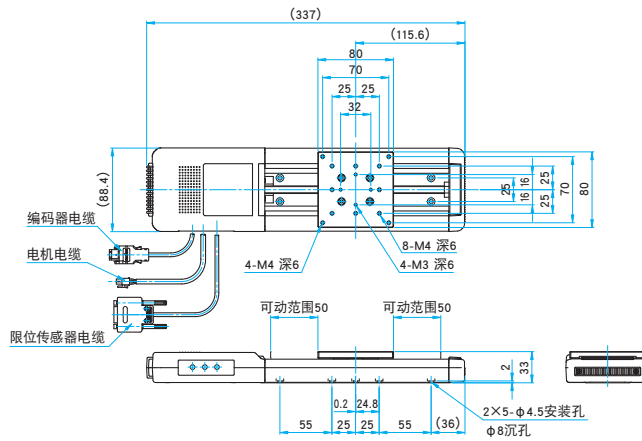 (337)
(115.6)
80
70
25 25
32
(88.4)
25
16
16
25
25
70
80
编码器电缆
电机电缆
限位传感器电缆
8-M4 深6
4-M4 深6
4-M3 深6
可动范围50
可动范围50
2
33
0.2
24.8
55
25
25
55
(36)
2×5-φ4.5安装孔
φ8沉孔